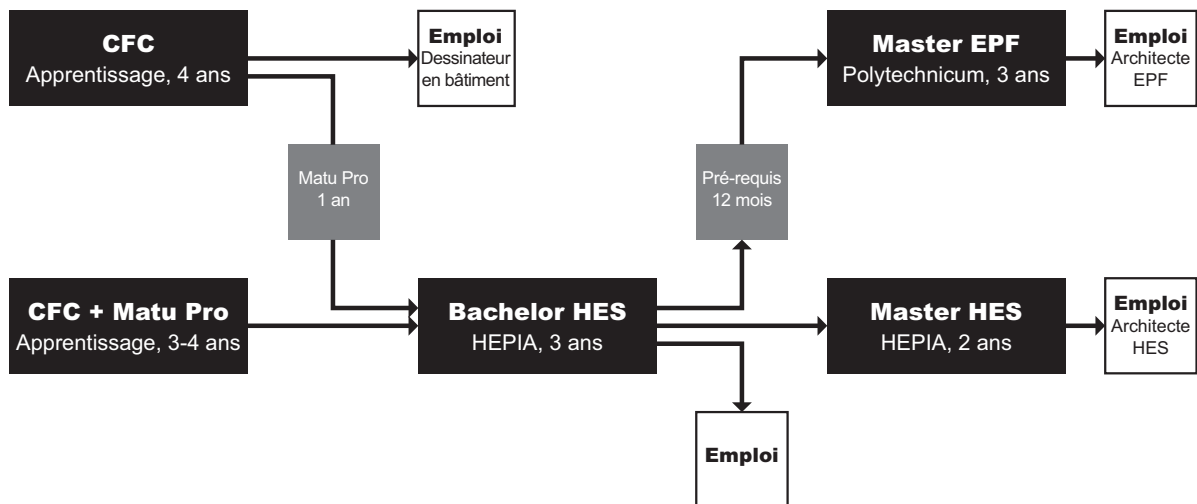 CFC
Apprentissage, 4 ans
Emploi
Dessinateur
en bâtiment
Master EPF
Polytechnicum, 3 ans
Emploi
Architecte
EPF
Matu Pro
1 an
Pré-requis
12 mois
CFC + Matu Pro
Apprentissage, 3-4 ans
Bachelor HES
HEPIA, 3 ans
Master HES
HEPIA, 2 ans
Emploi
Architecte
HES
Emploi